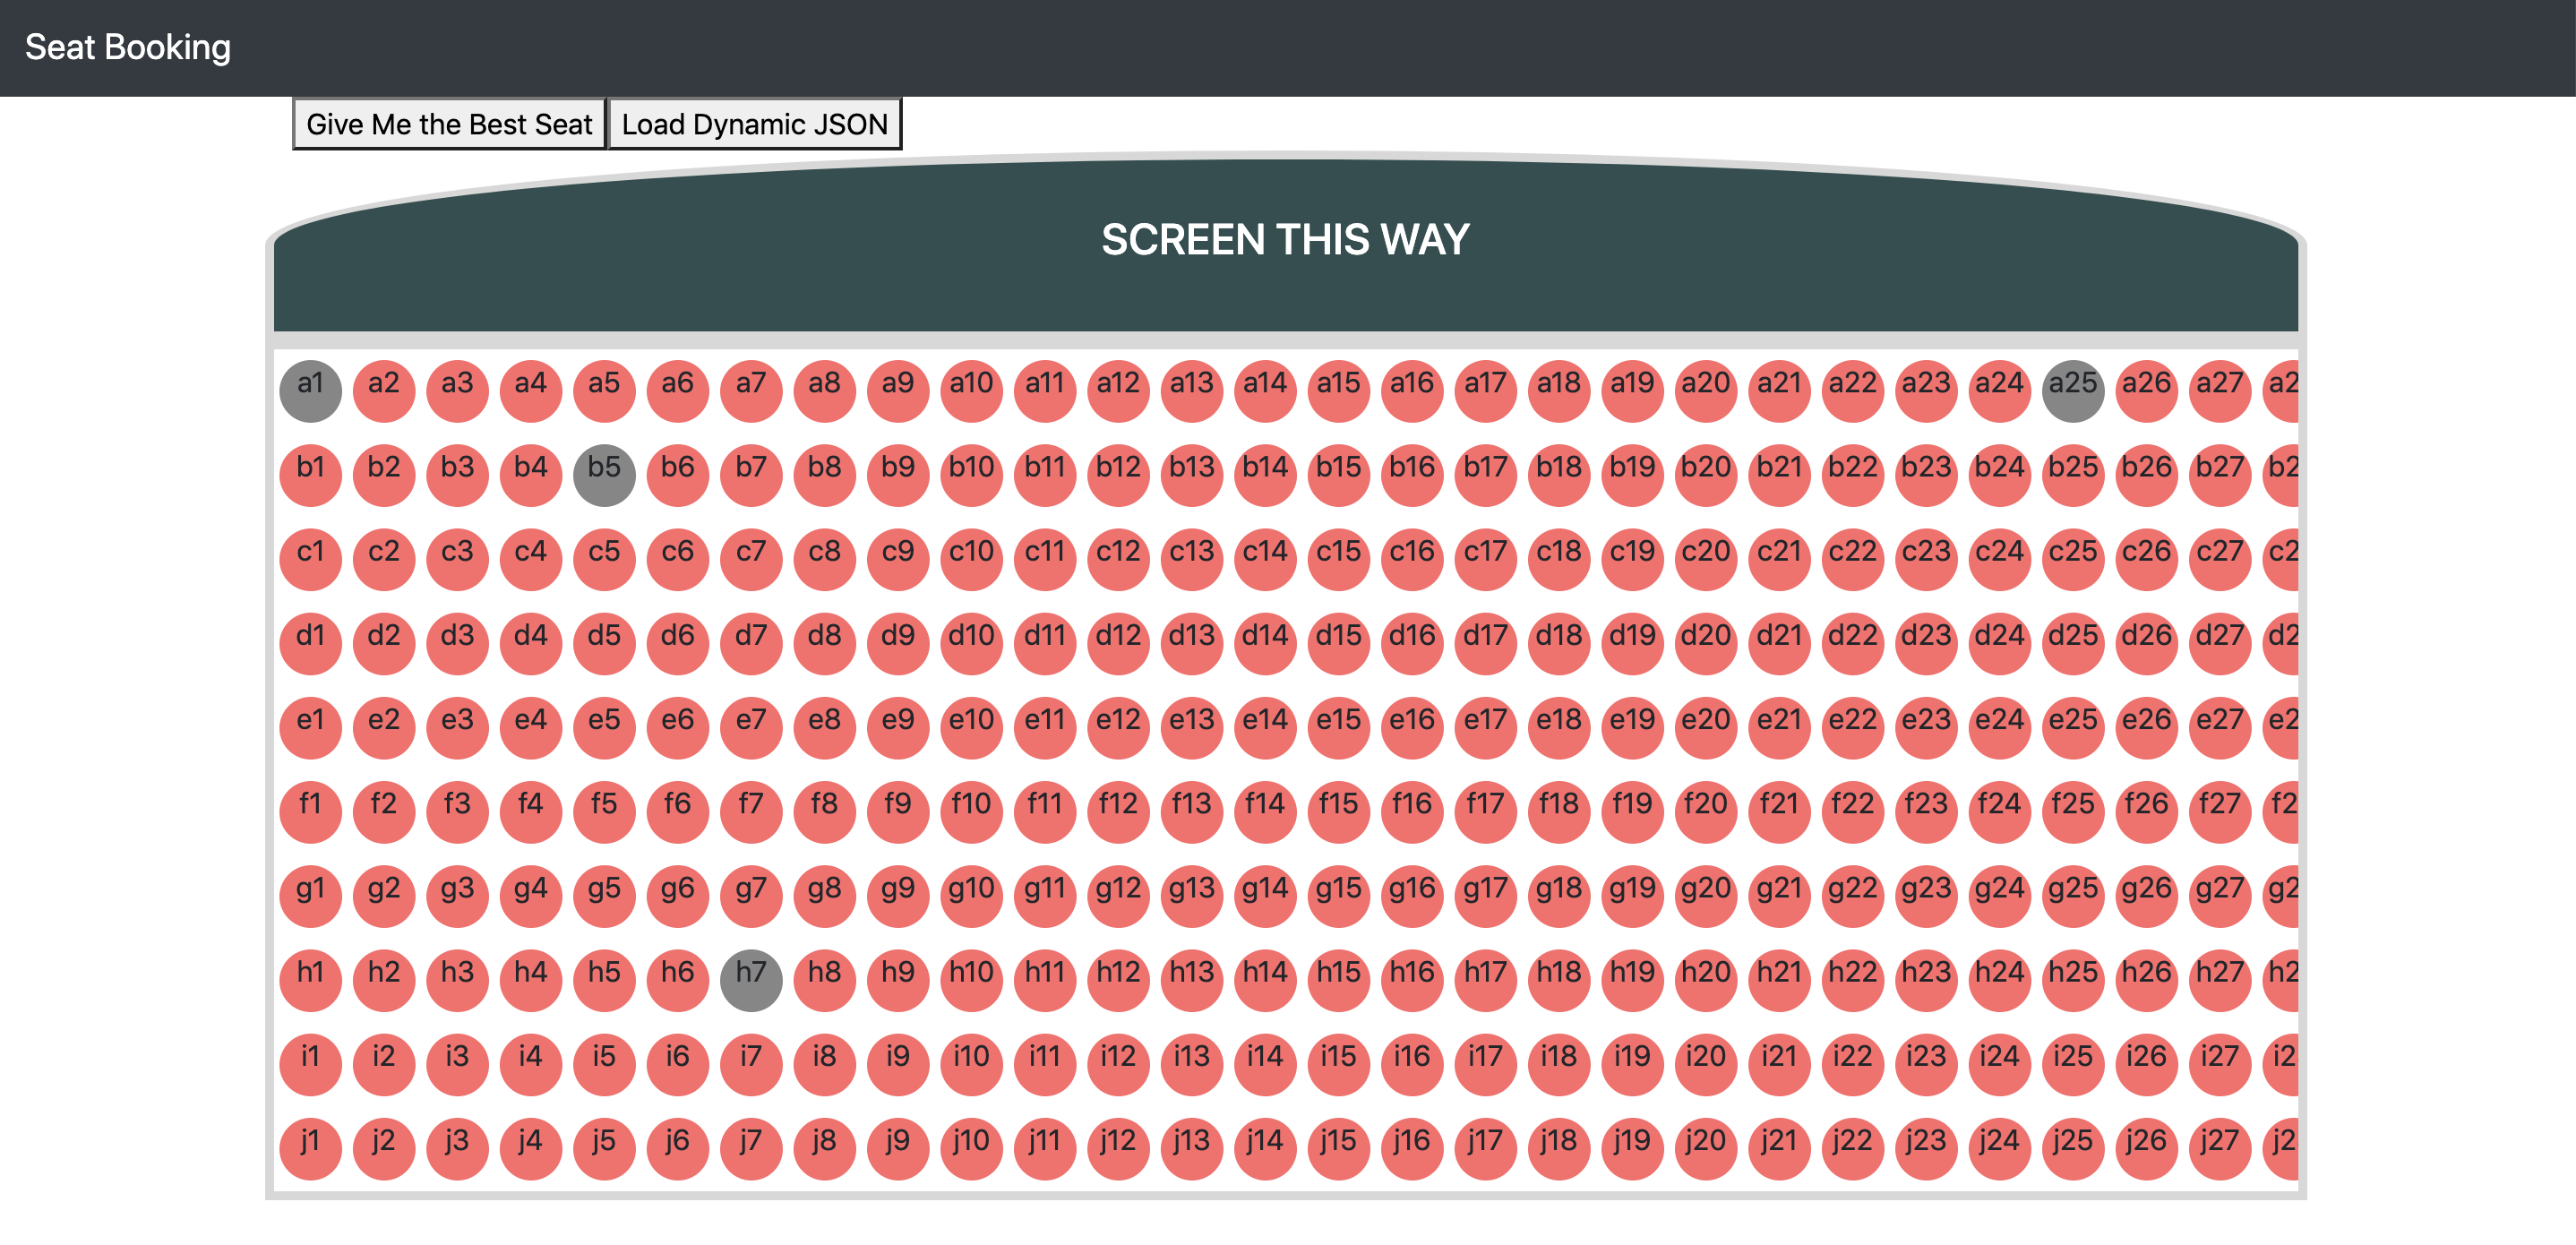 Seat Booking
Give Me the Best Seat Load Dynamic JSON
SCREEN THIS WAY
a1 a2 a3 a4 a5 a6 a7 a8 a9 a10 a11 a12 a13 a14 a15 a16 a17 a18 a19 a20 a21 a22 a23 a24 a25 a26 a27 a2
b1 b2 b3 b4 b5 b6 b7 b8 b9 b10 b11 b12 b13 b14 b15 b16 b17 b18 b19 b20 b21 b22 b23 b24 b25 b26 b27 b2
c1 c2 c3 c4 c5 c6 c7 c8 c9 c10 c11 c12 c13 c14 c15 c16 c17 c18 c19 c20 c21 c22 c23 c24 c25 c26 c27 c2
d1 d2 d3 d4 d5 d6 d7 d8 d9 d10 d11 d12 d13 d14 d15 d16 d17 d18 d19 d20 d21 d22 d23 d24 d25 d26 d27 d2
e1 e2 e3 e4 e5 e6 e7 e8 e9 e10 e11 e12 e13 e14 e15 e16 e17 e18 e19 e20 e21 e22 e23 e24 e25 e26 e27 e2
f1 f2 f3 f4 f5 f6 f7 f8 f9 f10 f11 f12 f13 f14 f15 f16 f17 f18 f19 f20 f21 f22 f23 f24 f25 f26 f27 f2
g1 g2 g3 g4 g5 g6 g7 g8 g9 g10 g11 g12 g13 g14 g15 g16 g17 g18 g19 g20 g21 g22 g23 g24 g25 g26 g27 g2
h1 h2 h3 h4 h5 h6 h7 h8 h9 h10 h11 h12 h13 h14 h15 h16 h17 h18 h19 h20 h21 h22 h23 h24 h25 h26 h27 h2
i1 i2 i3 i4 i5 i6 i7 i8 i9 i10 i11 i12 i13 i14 i15 i16 i17 i18 i19 i20 i21 i22 i23 i24 i25 i26 i27 i2
j1 j2 j3 j4 j5 j6 j7 j8 j9 j10 j11 j12 j13 j14 j15 j16 j17 j18 j19 j20 j21 j22 j23 j24 j25 j26 j27 j2